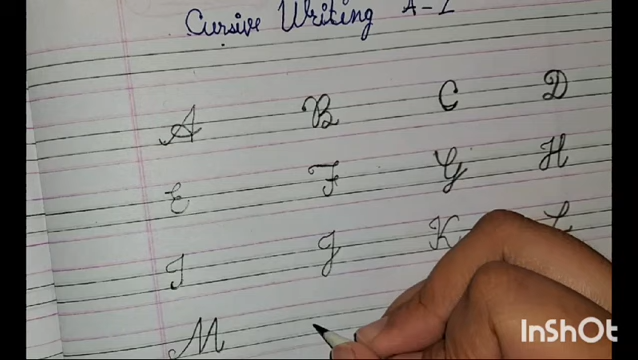 Cursive Writing A-Z
A B C D
E F G H
I J K L
M
InShOt